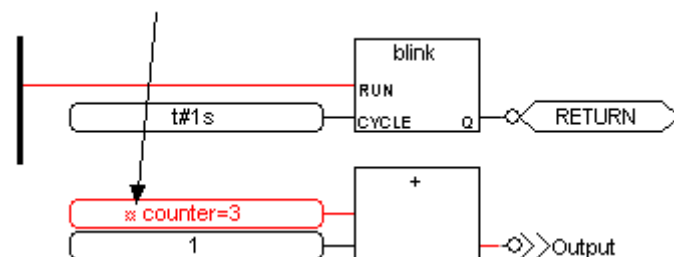 blink
RUN
t#1s
CYCLE Q
RETURN
+
¤ counter=3
1
Output